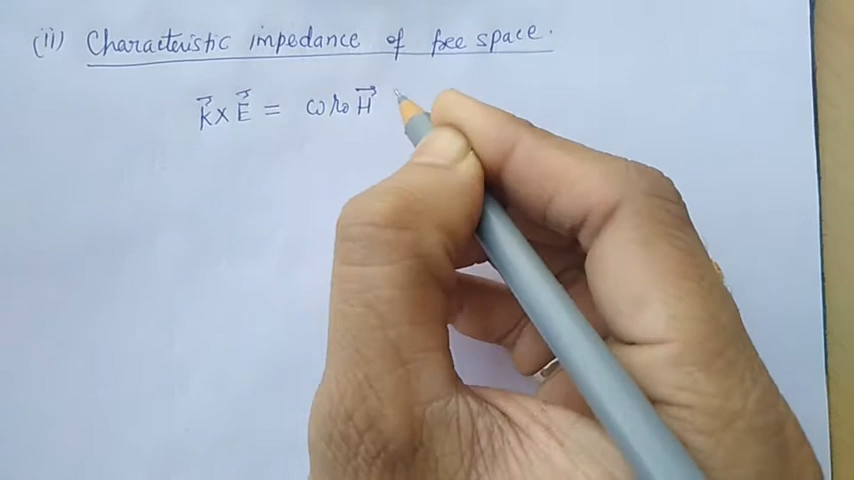 (ii) Characteristic impedance of free space.
k⃗ x E⃗ = ωμ₀H⃗